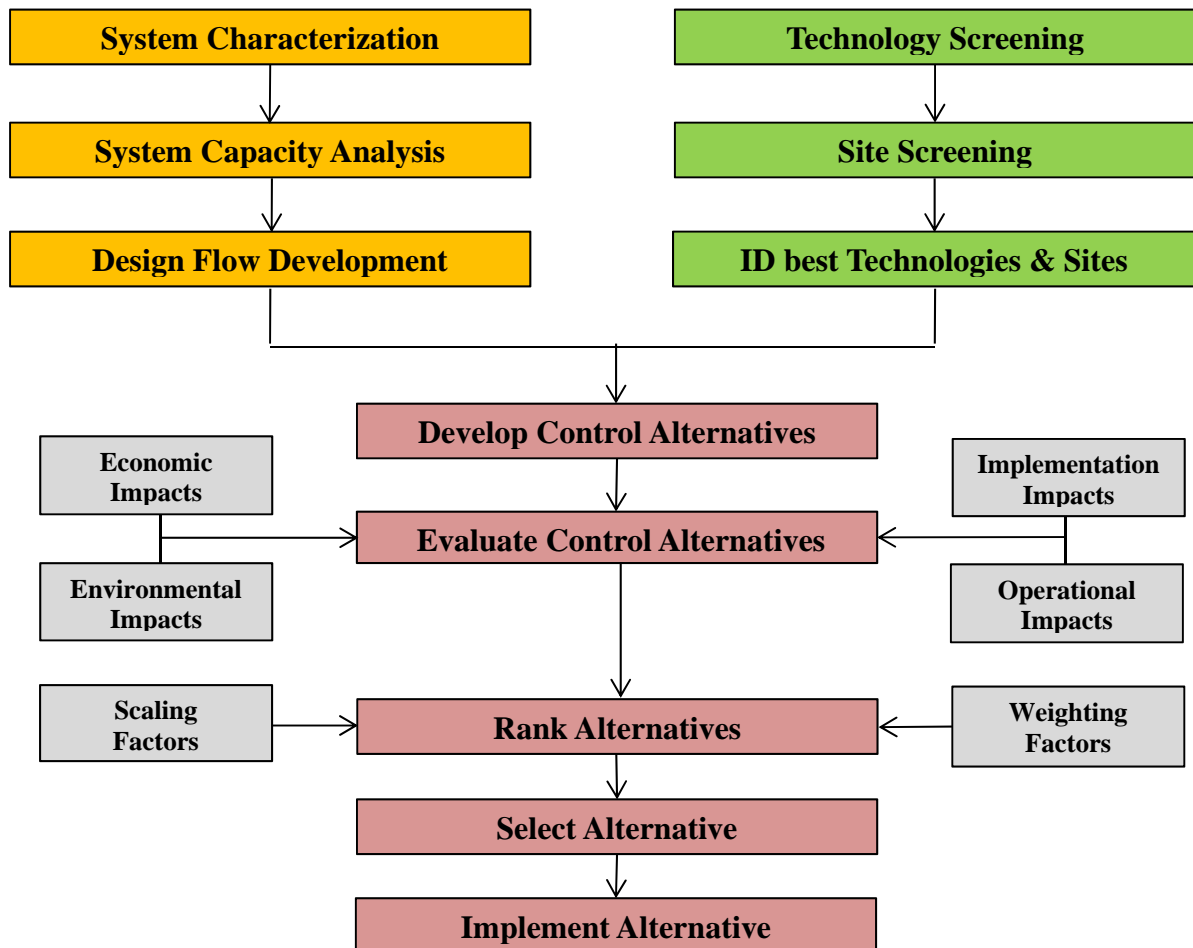 System Characterization
Technology Screening
System Capacity Analysis
Site Screening
Design Flow Development
ID best Technologies & Sites
Develop Control Alternatives
Economic
Impacts
Implementation
Impacts
Evaluate Control Alternatives
Environmental
Impacts
Operational
Impacts
Scaling
Factors
Rank Alternatives
Weighting
Factors
Select Alternative
Implement Alternative